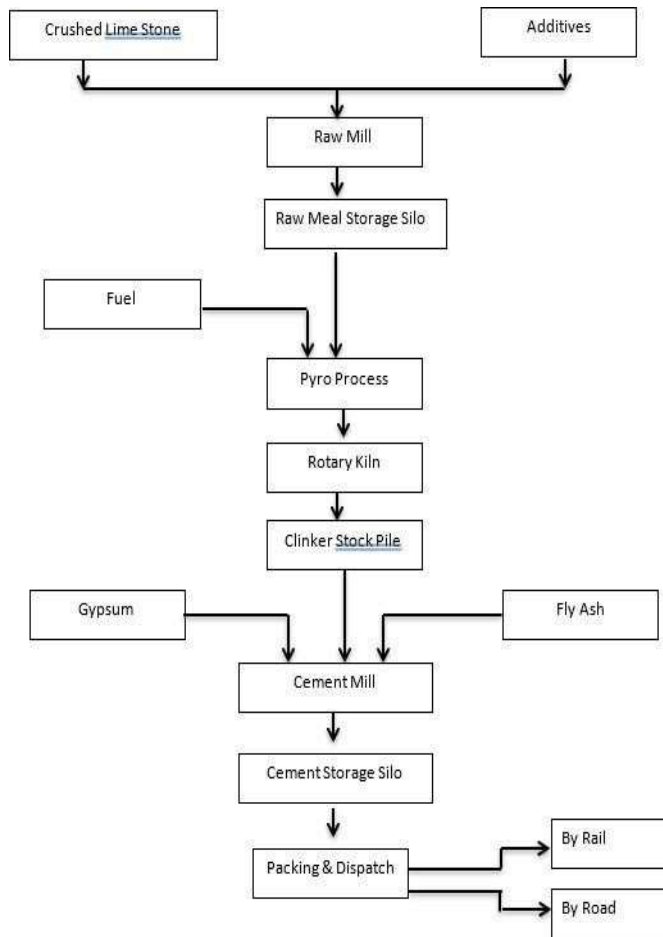 Crushed Lime Stone
Additives
Raw Mill
Raw Meal Storage Silo
Fuel
Pyro Process
Rotary Kiln
Clinker Stock Pile
Gypsum
Fly Ash
Cement Mill
Cement Storage Silo
By Rail
Packing & Dispatch
By Road